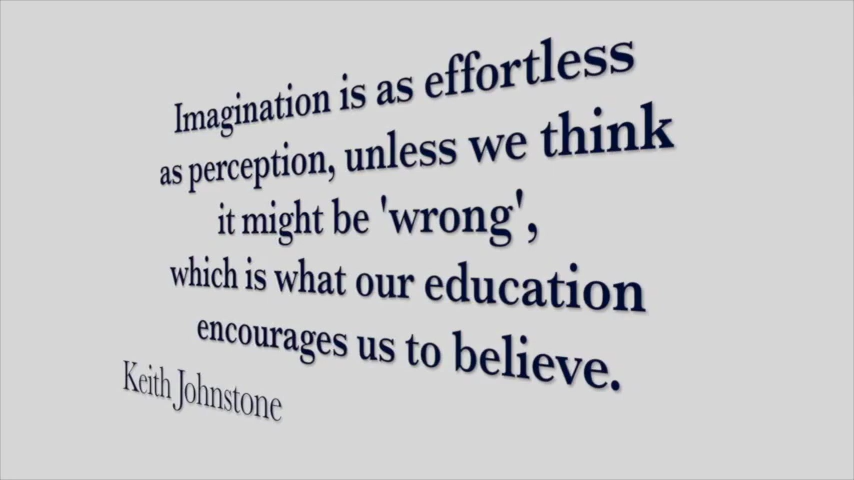 Imagination is as effortless
as perception, unless we think
it might be 'wrong',
which is what our education
encourages us to believe.
Keith Johnstone